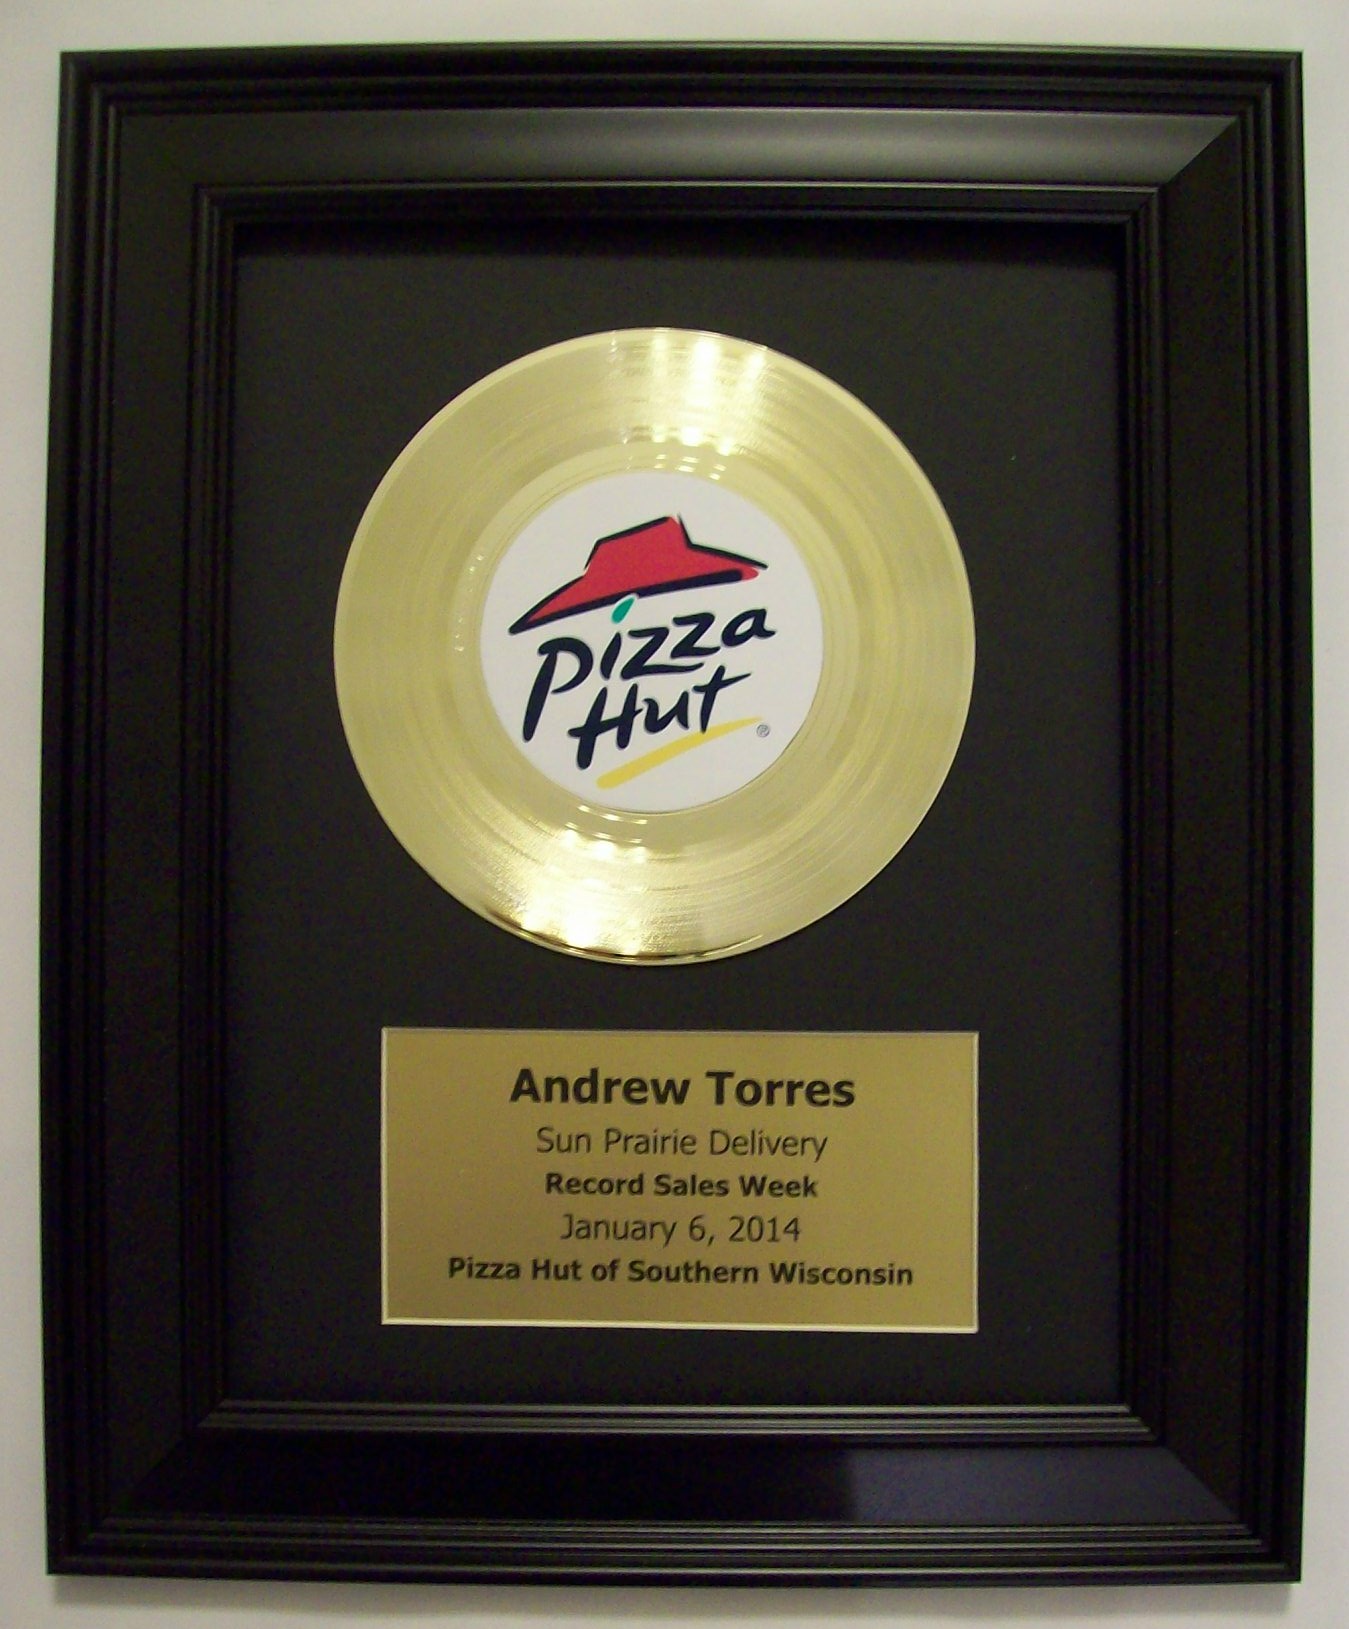 Pizza
Hut
®
Andrew Torres
Sun Prairie Delivery
Record Sales Week
January 6, 2014
Pizza Hut of Southern Wisconsin